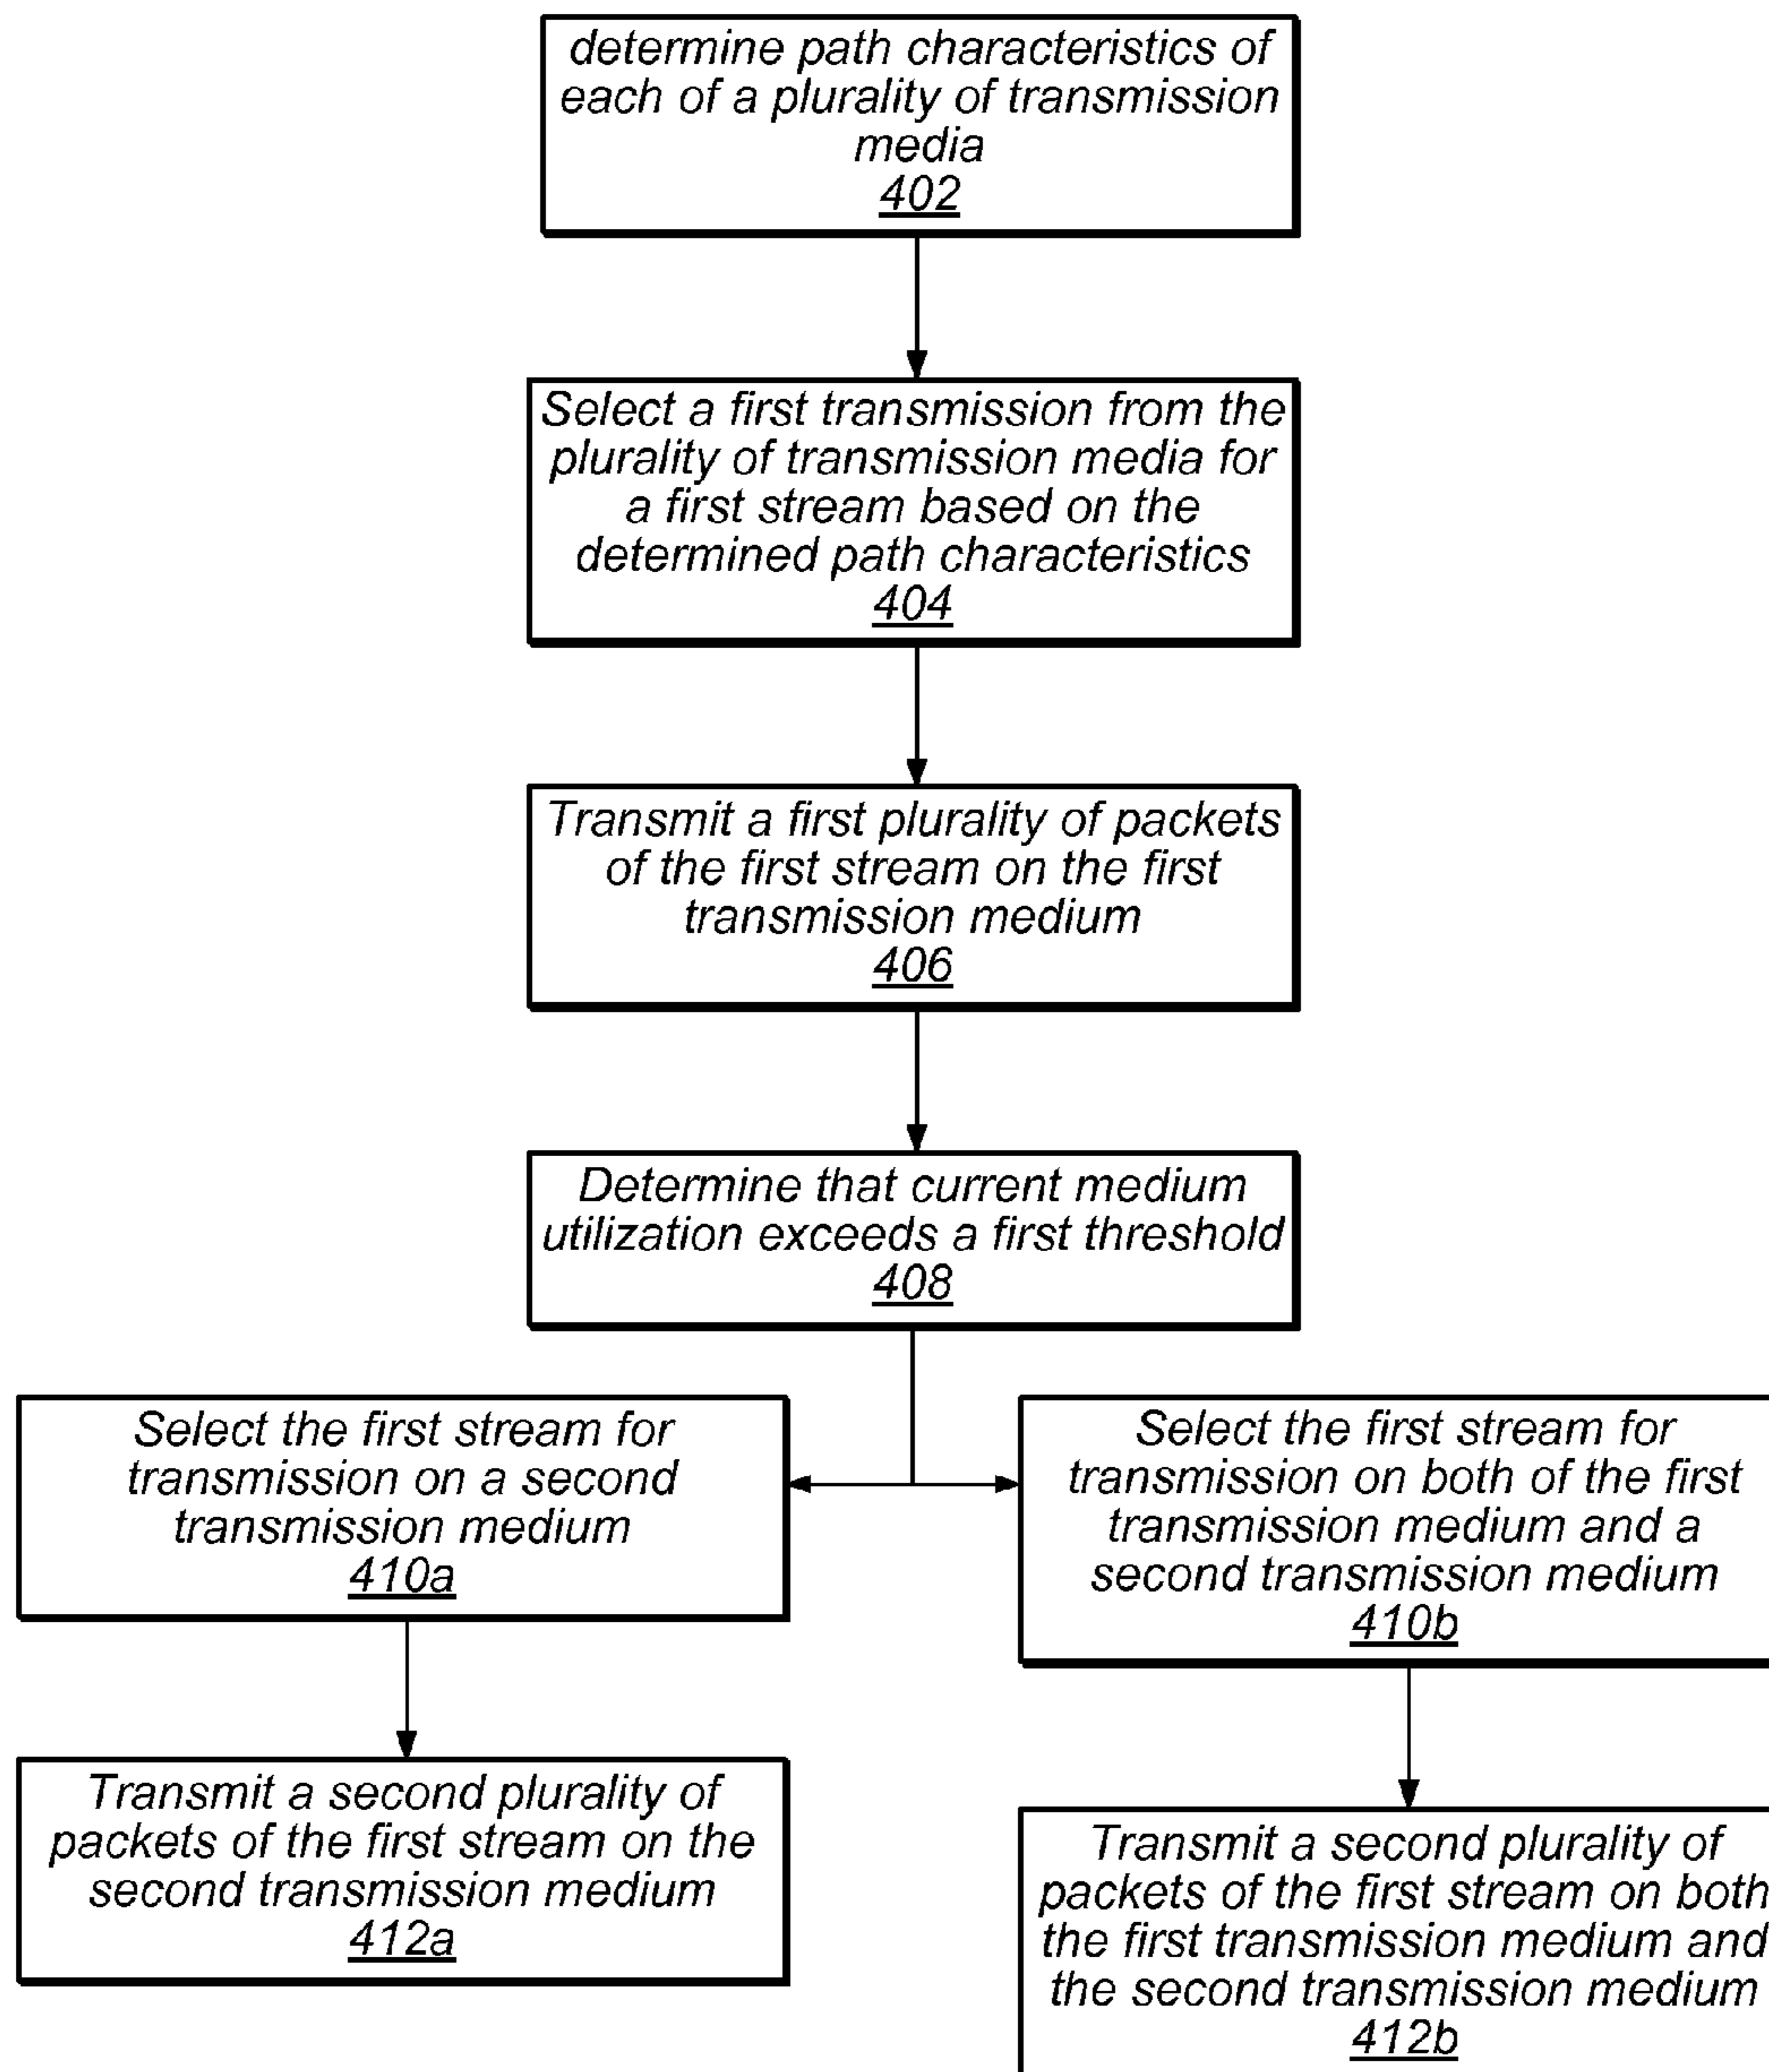 determine path characteristics of
each of a plurality of transmission
media
402
Select a first transmission from the
plurality of transmission media for
a first stream based on the
determined path characteristics
404
Transmit a first plurality of packets
of the first stream on the first
transmission medium
406
Determine that current medium
utilization exceeds a first threshold
408
Select the first stream for
transmission on a second
transmission medium
410a
Select the first stream for
transmission on both of the first
transmission medium and a
second transmission medium
410b
Transmit a second plurality of
packets of the first stream on the
second transmission medium
412a
Transmit a second plurality of
packets of the first stream on both
the first transmission medium and
the second transmission medium
412b